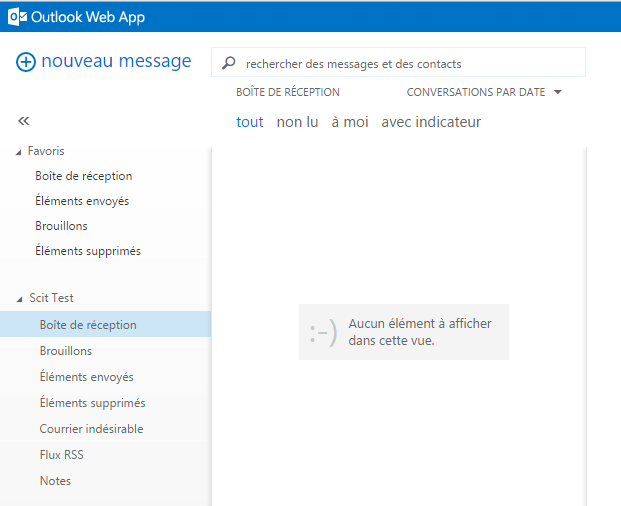 Outlook Web App
nouveau message
rechercher des messages et des contacts
BOÎTE DE RÉCEPTION
CONVERSATIONS PAR DATE
tout non lu à moi avec indicateur
Favoris
Boîte de réception
Éléments envoyés
Brouillons
Éléments supprimés
Scit Test
Boîte de réception
Brouillons
Éléments envoyés
Éléments supprimés
Courrier indésirable
Flux RSS
Notes
:-)
Aucun élément à afficher
dans cette vue.